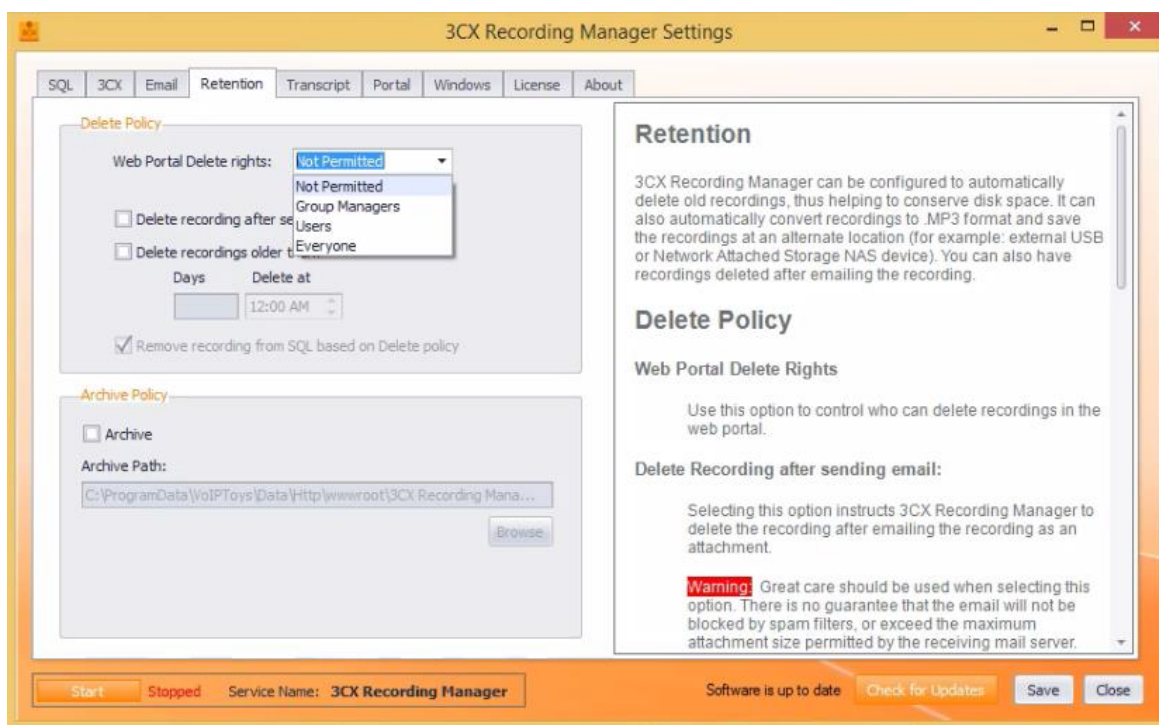 3CX Recording Manager Settings
SQL 3CX Email Retention Transcript Portal Windows License About
Delete Policy
Web Portal Delete rights: Not Permitted
Not Permitted
Group Managers
Users
Everyone
Delete recording after se
Delete recordings older t
Days Delete at
12:00 AM
Remove recording from SQL based on Delete policy
Archive Policy
Archive
Archive Path:
C:\ProgramData\VoIPToys\Data\Http\wwwroot\3CX Recording Mana...
Browse
Retention
3CX Recording Manager can be configured to automatically
delete old recordings, thus helping to conserve disk space. It can
also automatically convert recordings to .MP3 format and save
the recordings at an alternate location (for example: external USB
or Network Attached Storage NAS device). You can also have
recordings deleted after emailing the recording.
Delete Policy
Web Portal Delete Rights
Use this option to control who can delete recordings in the
web portal.
Delete Recording after sending email:
Selecting this option instructs 3CX Recording Manager to
delete the recording after emailing the recording as an
attachment.
Warning: Great care should be used when selecting this
option. There is no guarantee that the email will not be
blocked by spam filters, or exceed the maximum
attachment size permitted by the receiving mail server.
Start Stopped Service Name: 3CX Recording Manager
Software is up to date Check for Updates Save Close